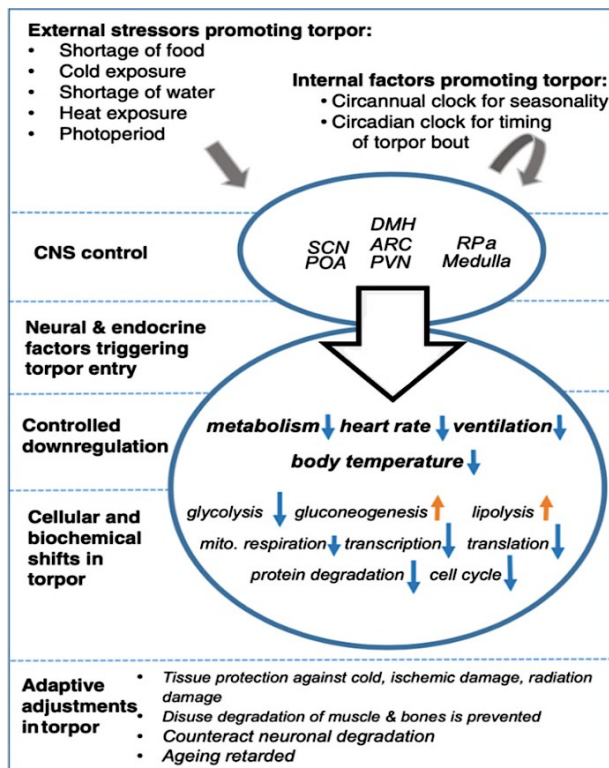 External stressors promoting torpor:
• Shortage of food
• Cold exposure
• Shortage of water
• Heat exposure
• Photoperiod
Internal factors promoting torpor:
• Circannual clock for seasonality
• Circadian clock for timing
of torpor bout
CNS control
SCN
POA
DMH
ARC
PVN
RPa
Medulla
Neural & endocrine
factors triggering
torpor entry
Controlled
downregulation
metabolism heart rate ventilation
body temperature
Cellular and
biochemical
shifts in
torpor
glycolysis gluconeogenesis lipolysis
mito. respiration transcription translation
protein degradation cell cycle
Adaptive
adjustments
in torpor
• Tissue protection against cold, ischemic damage, radiation
damage
• Disuse degradation of muscle & bones is prevented
• Counteract neuronal degradation
• Ageing retarded